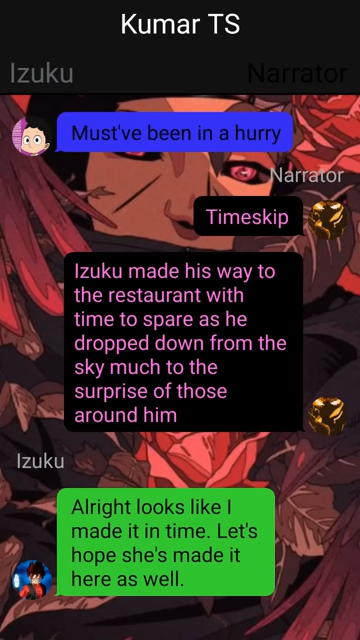 Kumar TS
Izuku
Narrator
Must've been in a hurry
Narrator
Timeskip
Izuku made his way to
the restaurant with
time to spare as he
dropped down from the
sky much to the
surprise of those
around him
Izuku
Alright looks like I
made it in time. Let's
hope she's made it
here as well.